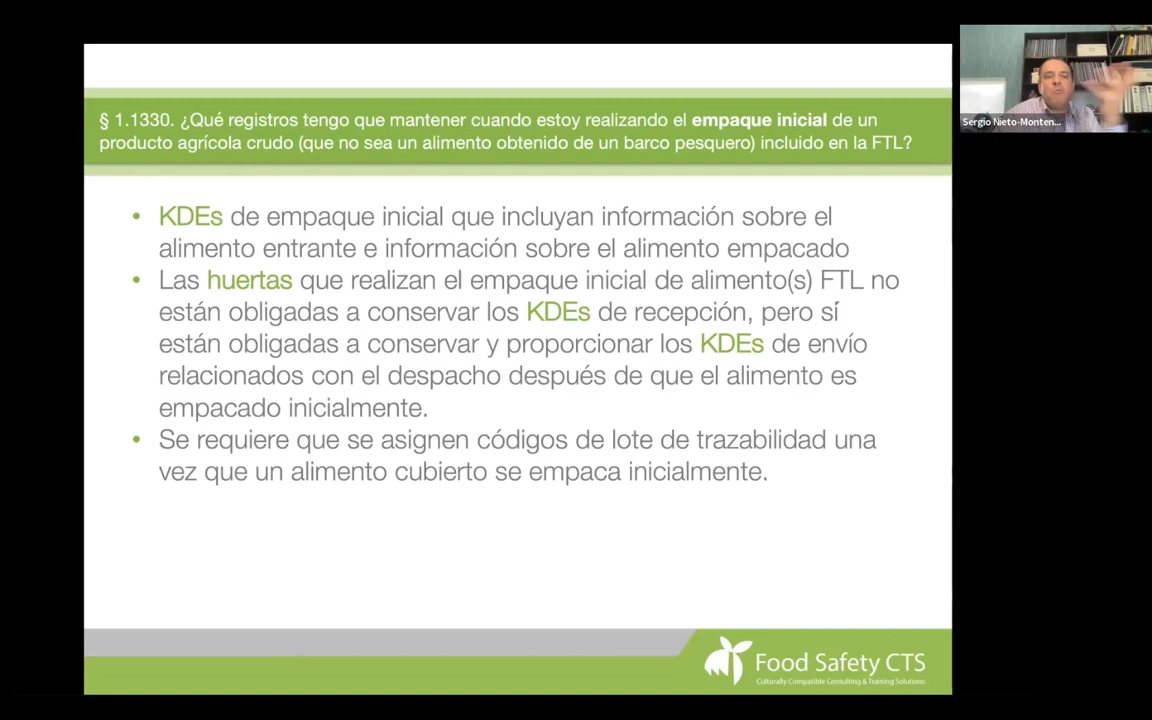 § 1.1330. ¿Qué registros tengo que mantener cuando estoy realizando el empaque inicial de un
producto agrícola crudo (que no sea un alimento obtenido de un barco pesquero) incluido en la FTL?
Sergio Nieto-Monten...
• KDEs de empaque inicial que incluyan información sobre el
alimento entrante e información sobre el alimento empacado
• Las huertas que realizan el empaque inicial de alimento(s) FTL no
están obligadas a conservar los KDEs de recepción, pero sí
están obligadas a conservar y proporcionar los KDEs de envío
relacionados con el despacho después de que el alimento es
empacado inicialmente.
• Se requiere que se asignen códigos de lote de trazabilidad una
vez que un alimento cubierto se empaca inicialmente.
Food Safety CTS
Culturally Compatible Consulting & Training Solutions